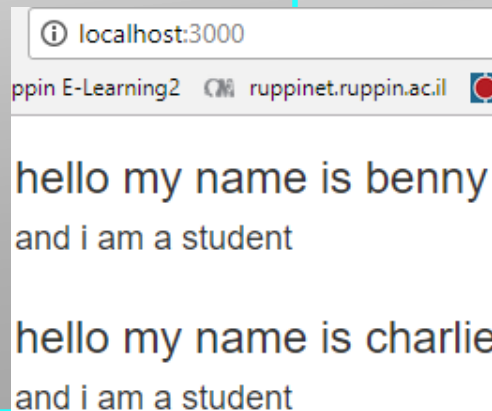 localhost:3000
ppin E-Learning2 ruppinet.ruppin.ac.il
hello my name is benny
and i am a student
hello my name is charlie
and i am a student